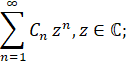 ∑_{n=1}^{∞} C_n z^n, z ∈ ℂ;